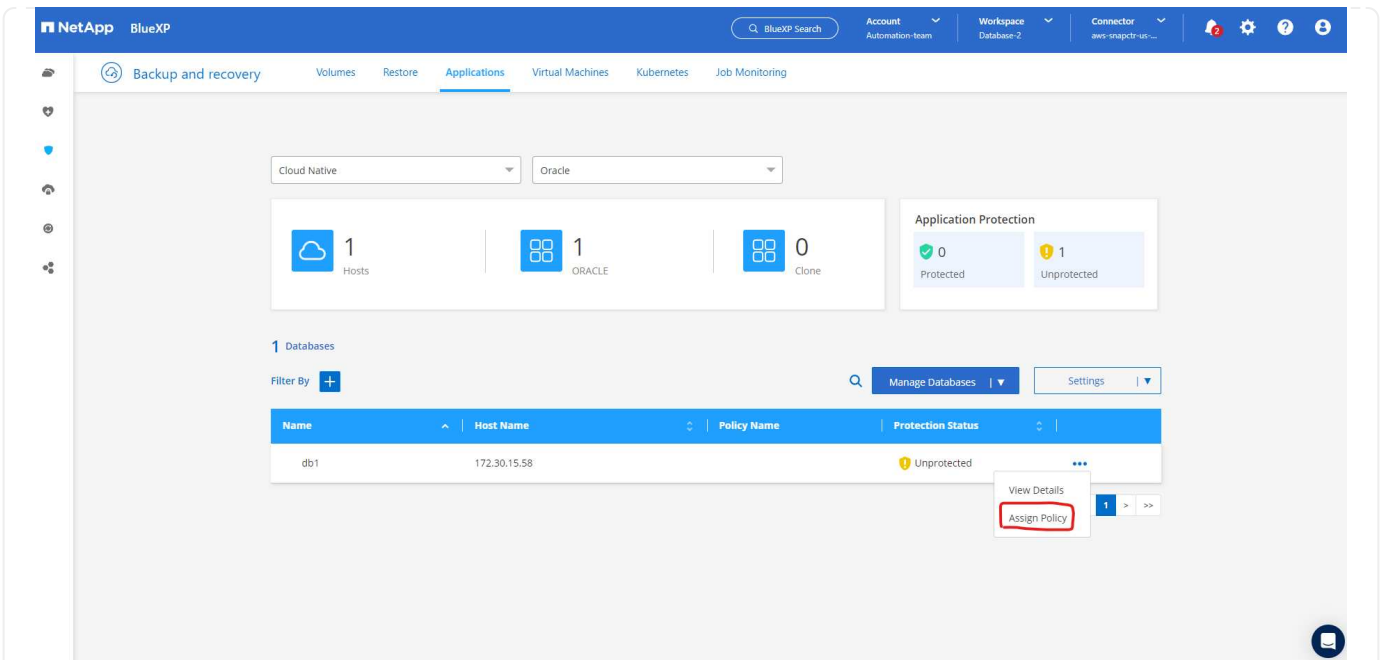 NetApp BlueXP
BlueXP Search
Account
Automation-team
Workspace
Database-2
Connector
aws-snapctr-us-...
2
Backup and recovery
Volumes
Restore
Applications
Virtual Machines
Kubernetes
Job Monitoring
Cloud Native
Oracle
1
Hosts
1
ORACLE
0
Clone
Application Protection
0
Protected
1
Unprotected
1 Databases
Filter By +
Manage Databases
Settings
Name
Host Name
Policy Name
Protection Status
db1
172.30.15.58
Unprotected
...
View Details
Assign Policy
1 > >>